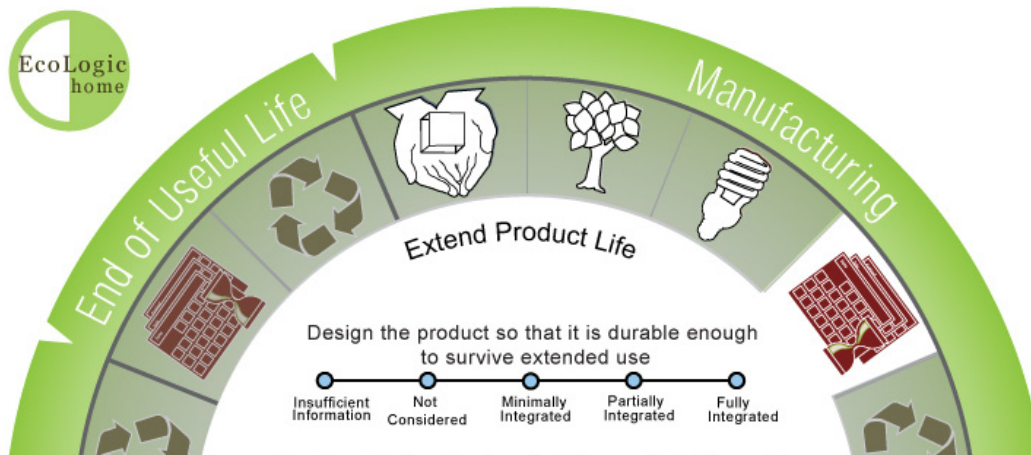 EcoLogic
home
End of Useful Life
Manufacturing
Extend Product Life
Design the product so that it is durable enough
to survive extended use
Insufficient
Information
Not
Considered
Minimally
Integrated
Partially
Integrated
Fully
Integrated